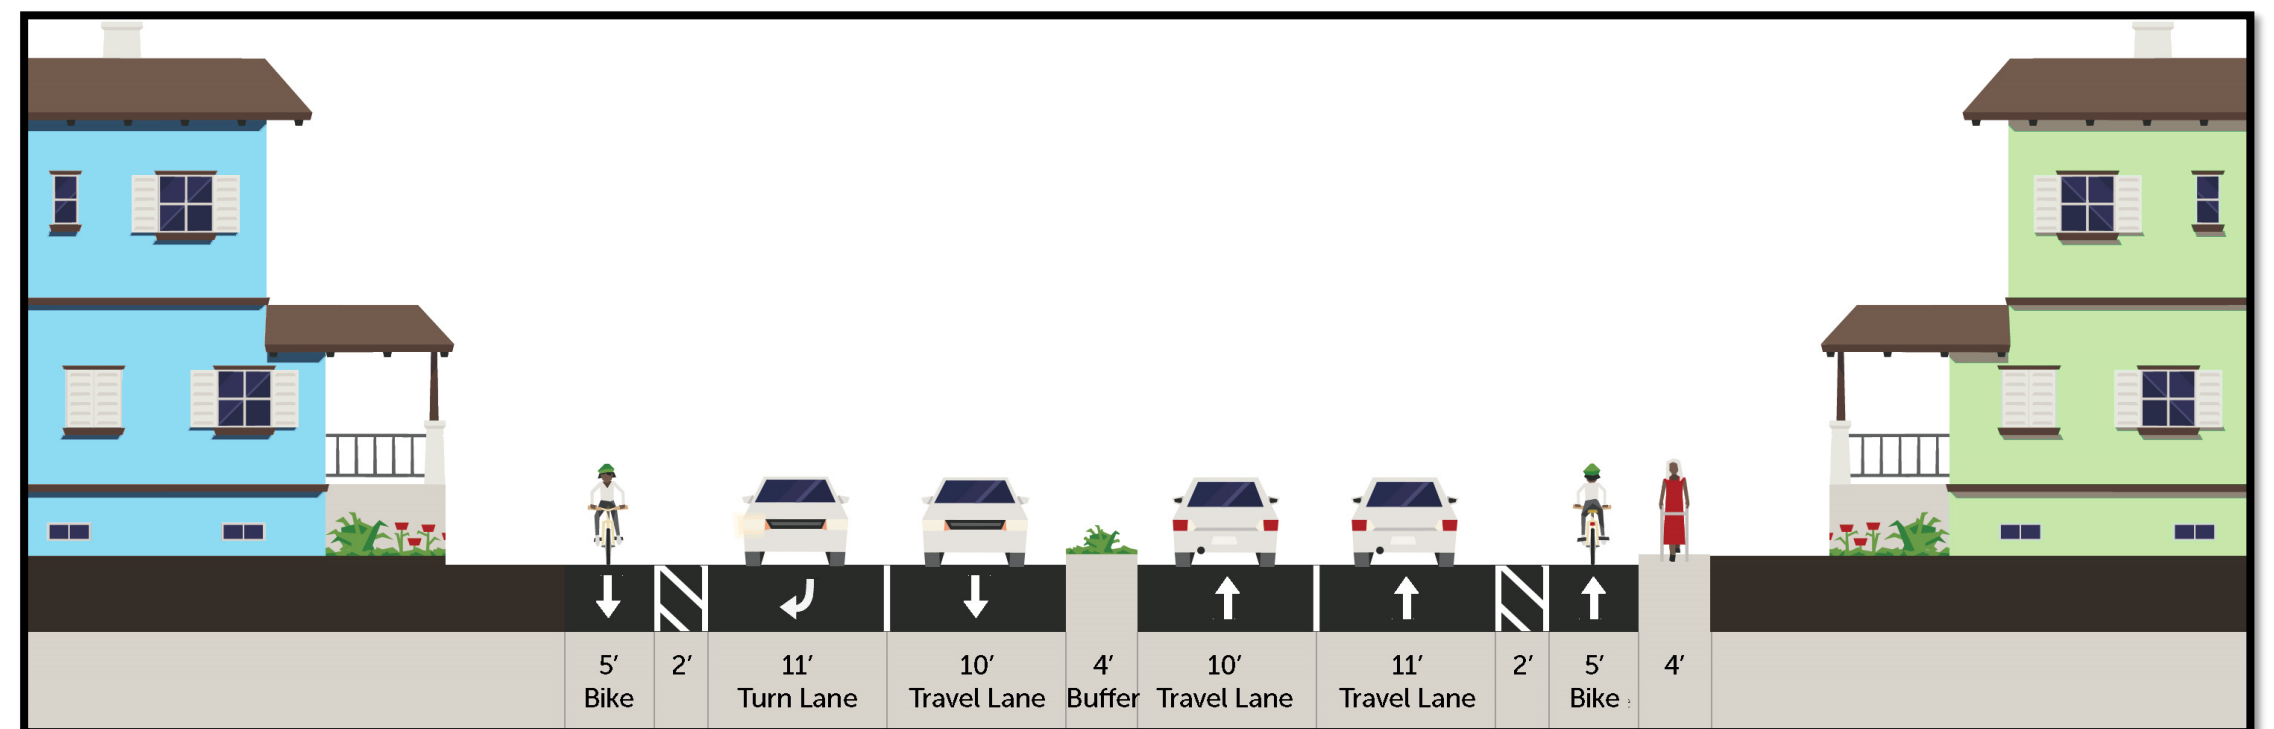 5’ 2’ 11’ 10’ 4’ 10’ 11’ 2’ 5’ 4’
Bike Turn Lane Travel Lane Buffer Travel Lane Travel Lane Bike